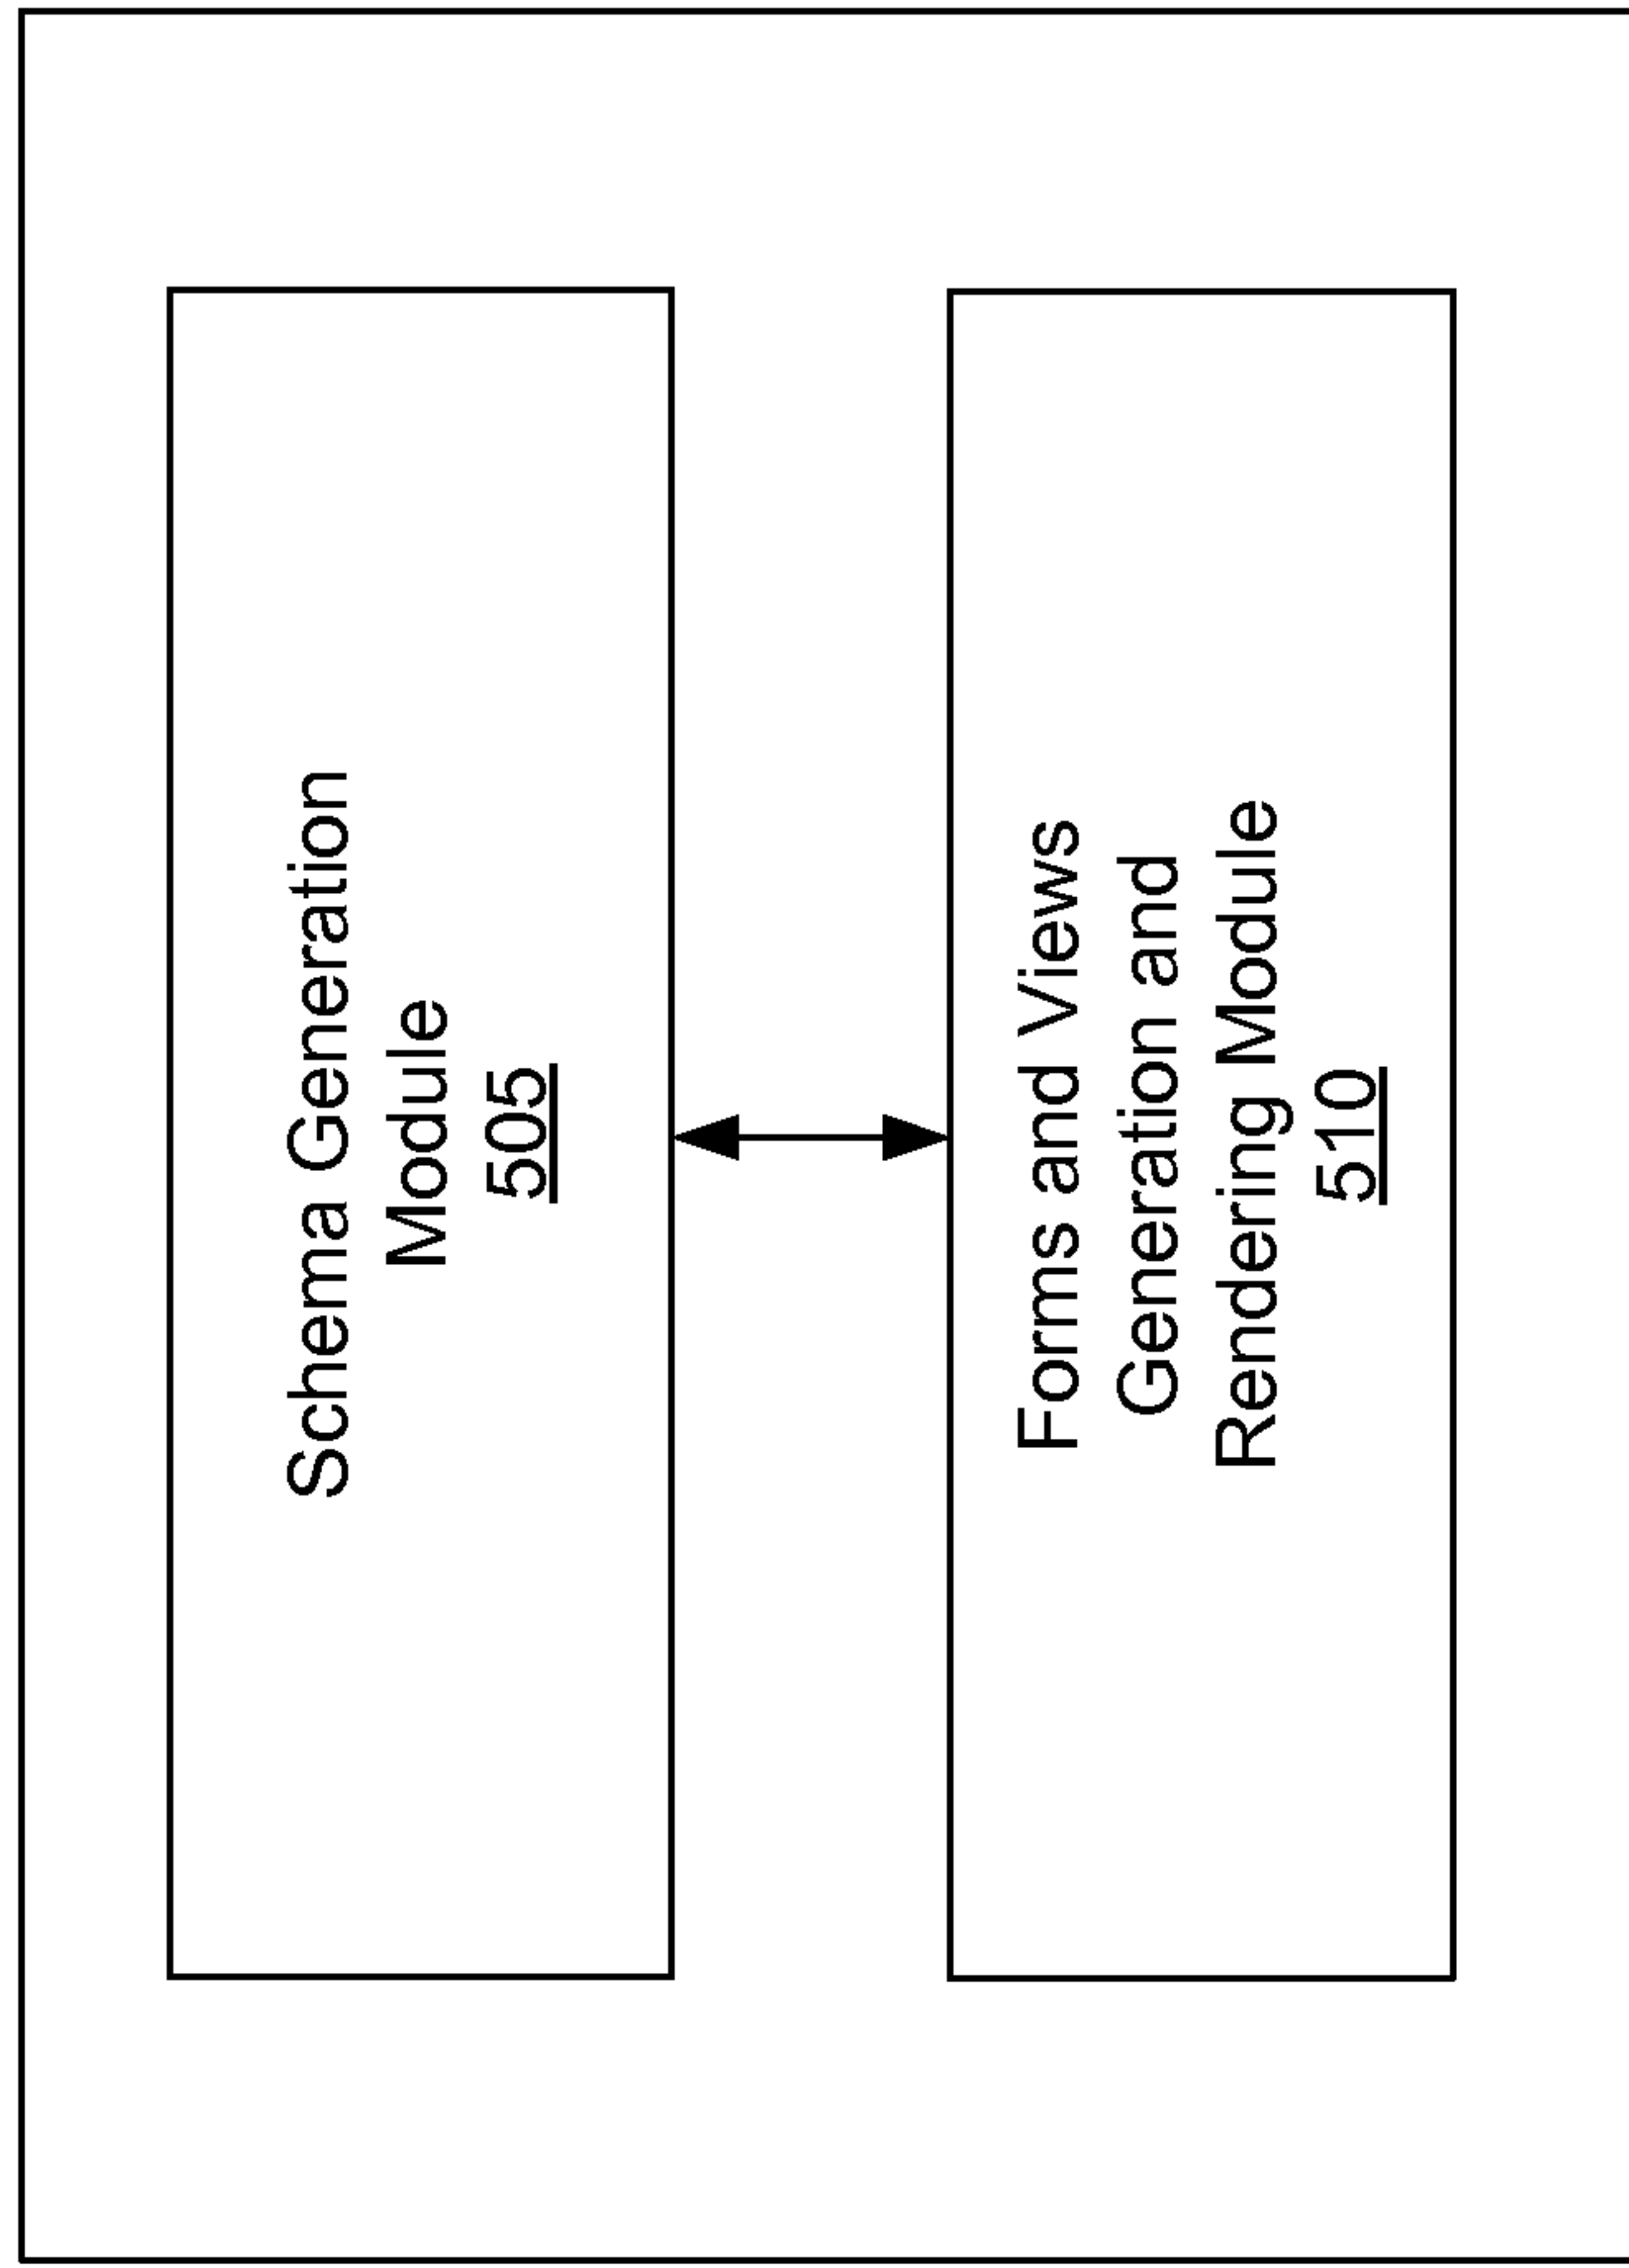 Schema Generation
Module
505
Forms and Views
Generation and
Rendering Module
510